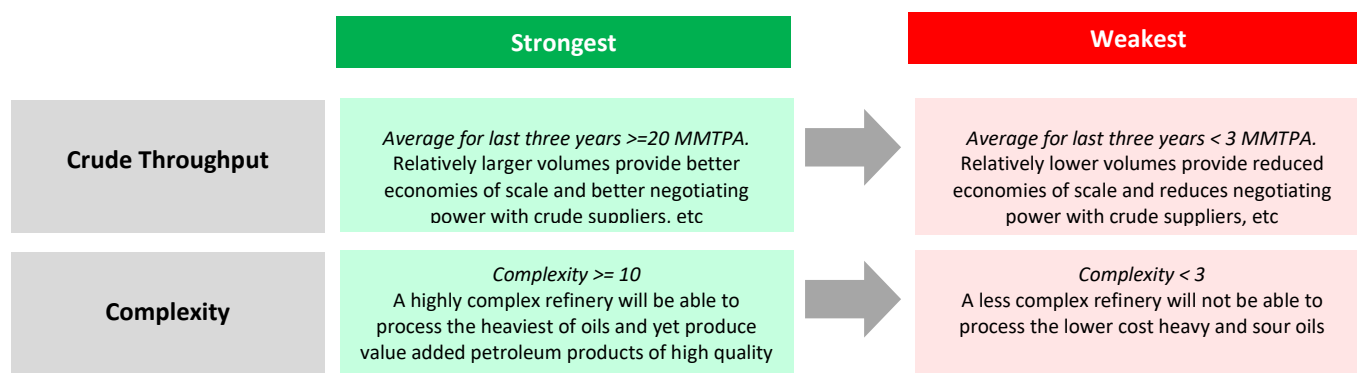 Strongest
Weakest
Crude Throughput
Average for last three years >=20 MMTPA.
Relatively larger volumes provide better
economies of scale and better negotiating
power with crude suppliers, etc
Average for last three years < 3 MMTPA.
Relatively lower volumes provide reduced
economies of scale and reduces negotiating
power with crude suppliers, etc
Complexity
Complexity >= 10
A highly complex refinery will be able to
process the heaviest of oils and yet produce
value added petroleum products of high quality
Complexity < 3
A less complex refinery will not be able to
process the lower cost heavy and sour oils